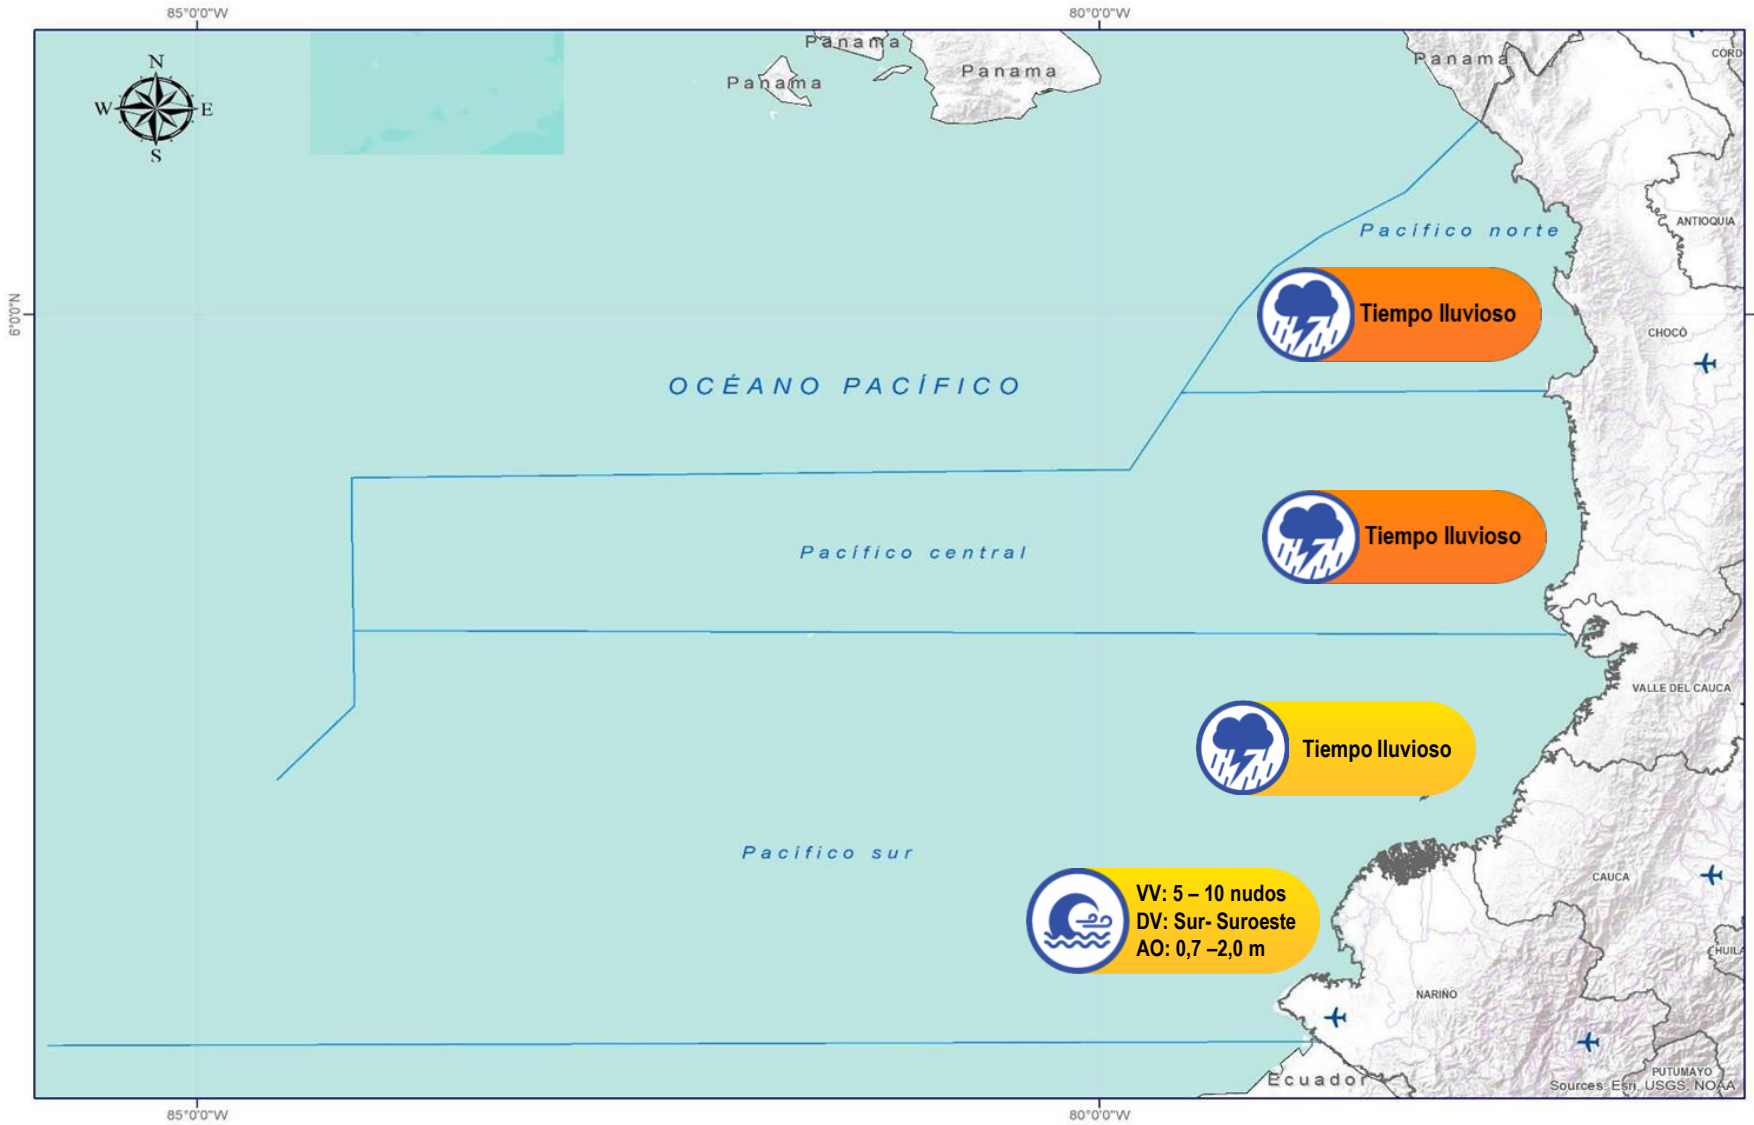 85°0'0"W
80°0'0"W
Panama
Panama
Panama
Panama
CÓRD
N
W
E
S
ANTIOQUIA
Pacífico norte
6°0'0"N
Tiempo lluvioso
CHOCÓ
OCÉANO PACÍFICO
Tiempo lluvioso
Pacífico central
VALLE DEL CAUCA
Tiempo lluvioso
Pacífico sur
CAUCA
VV: 5 – 10 nudos
DV: Sur- Suroeste
AO: 0,7 –2,0 m
HUILA
NARIÑO
Ecuador
PUTUMAYO
Sources: Esri, USGS, NOAA
85°0'0"W
80°0'0"W